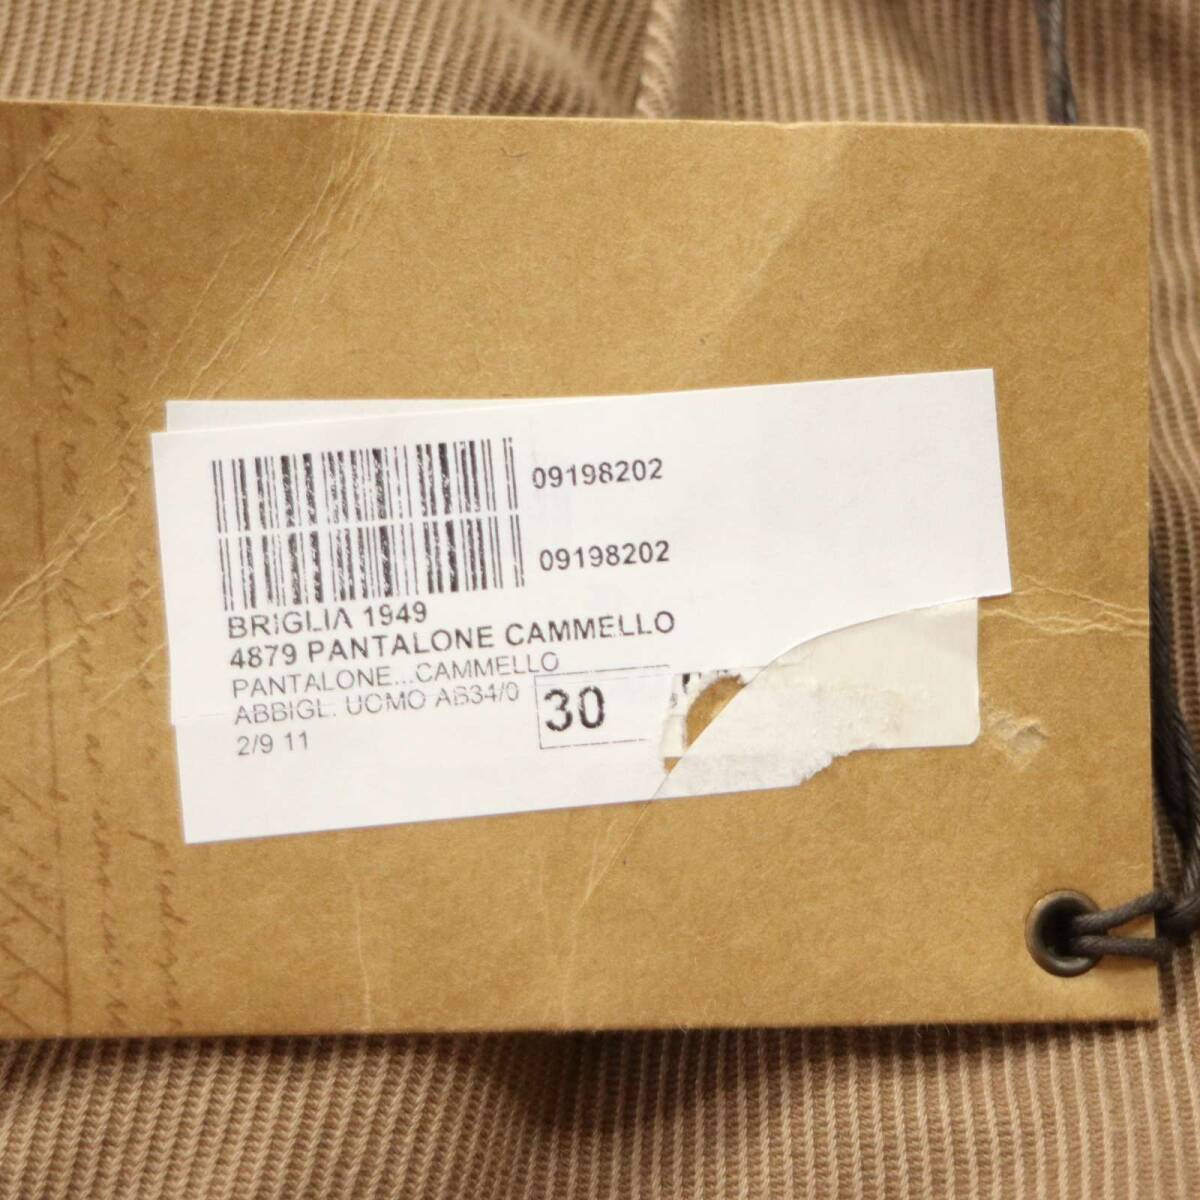 09198202
09198202
BRIGLIA 1949
4879 PANTALONE CAMMELLO
PANTALONE...CAMMELLO
ABBIGL. UOMO AB34/0
30
2/9 11